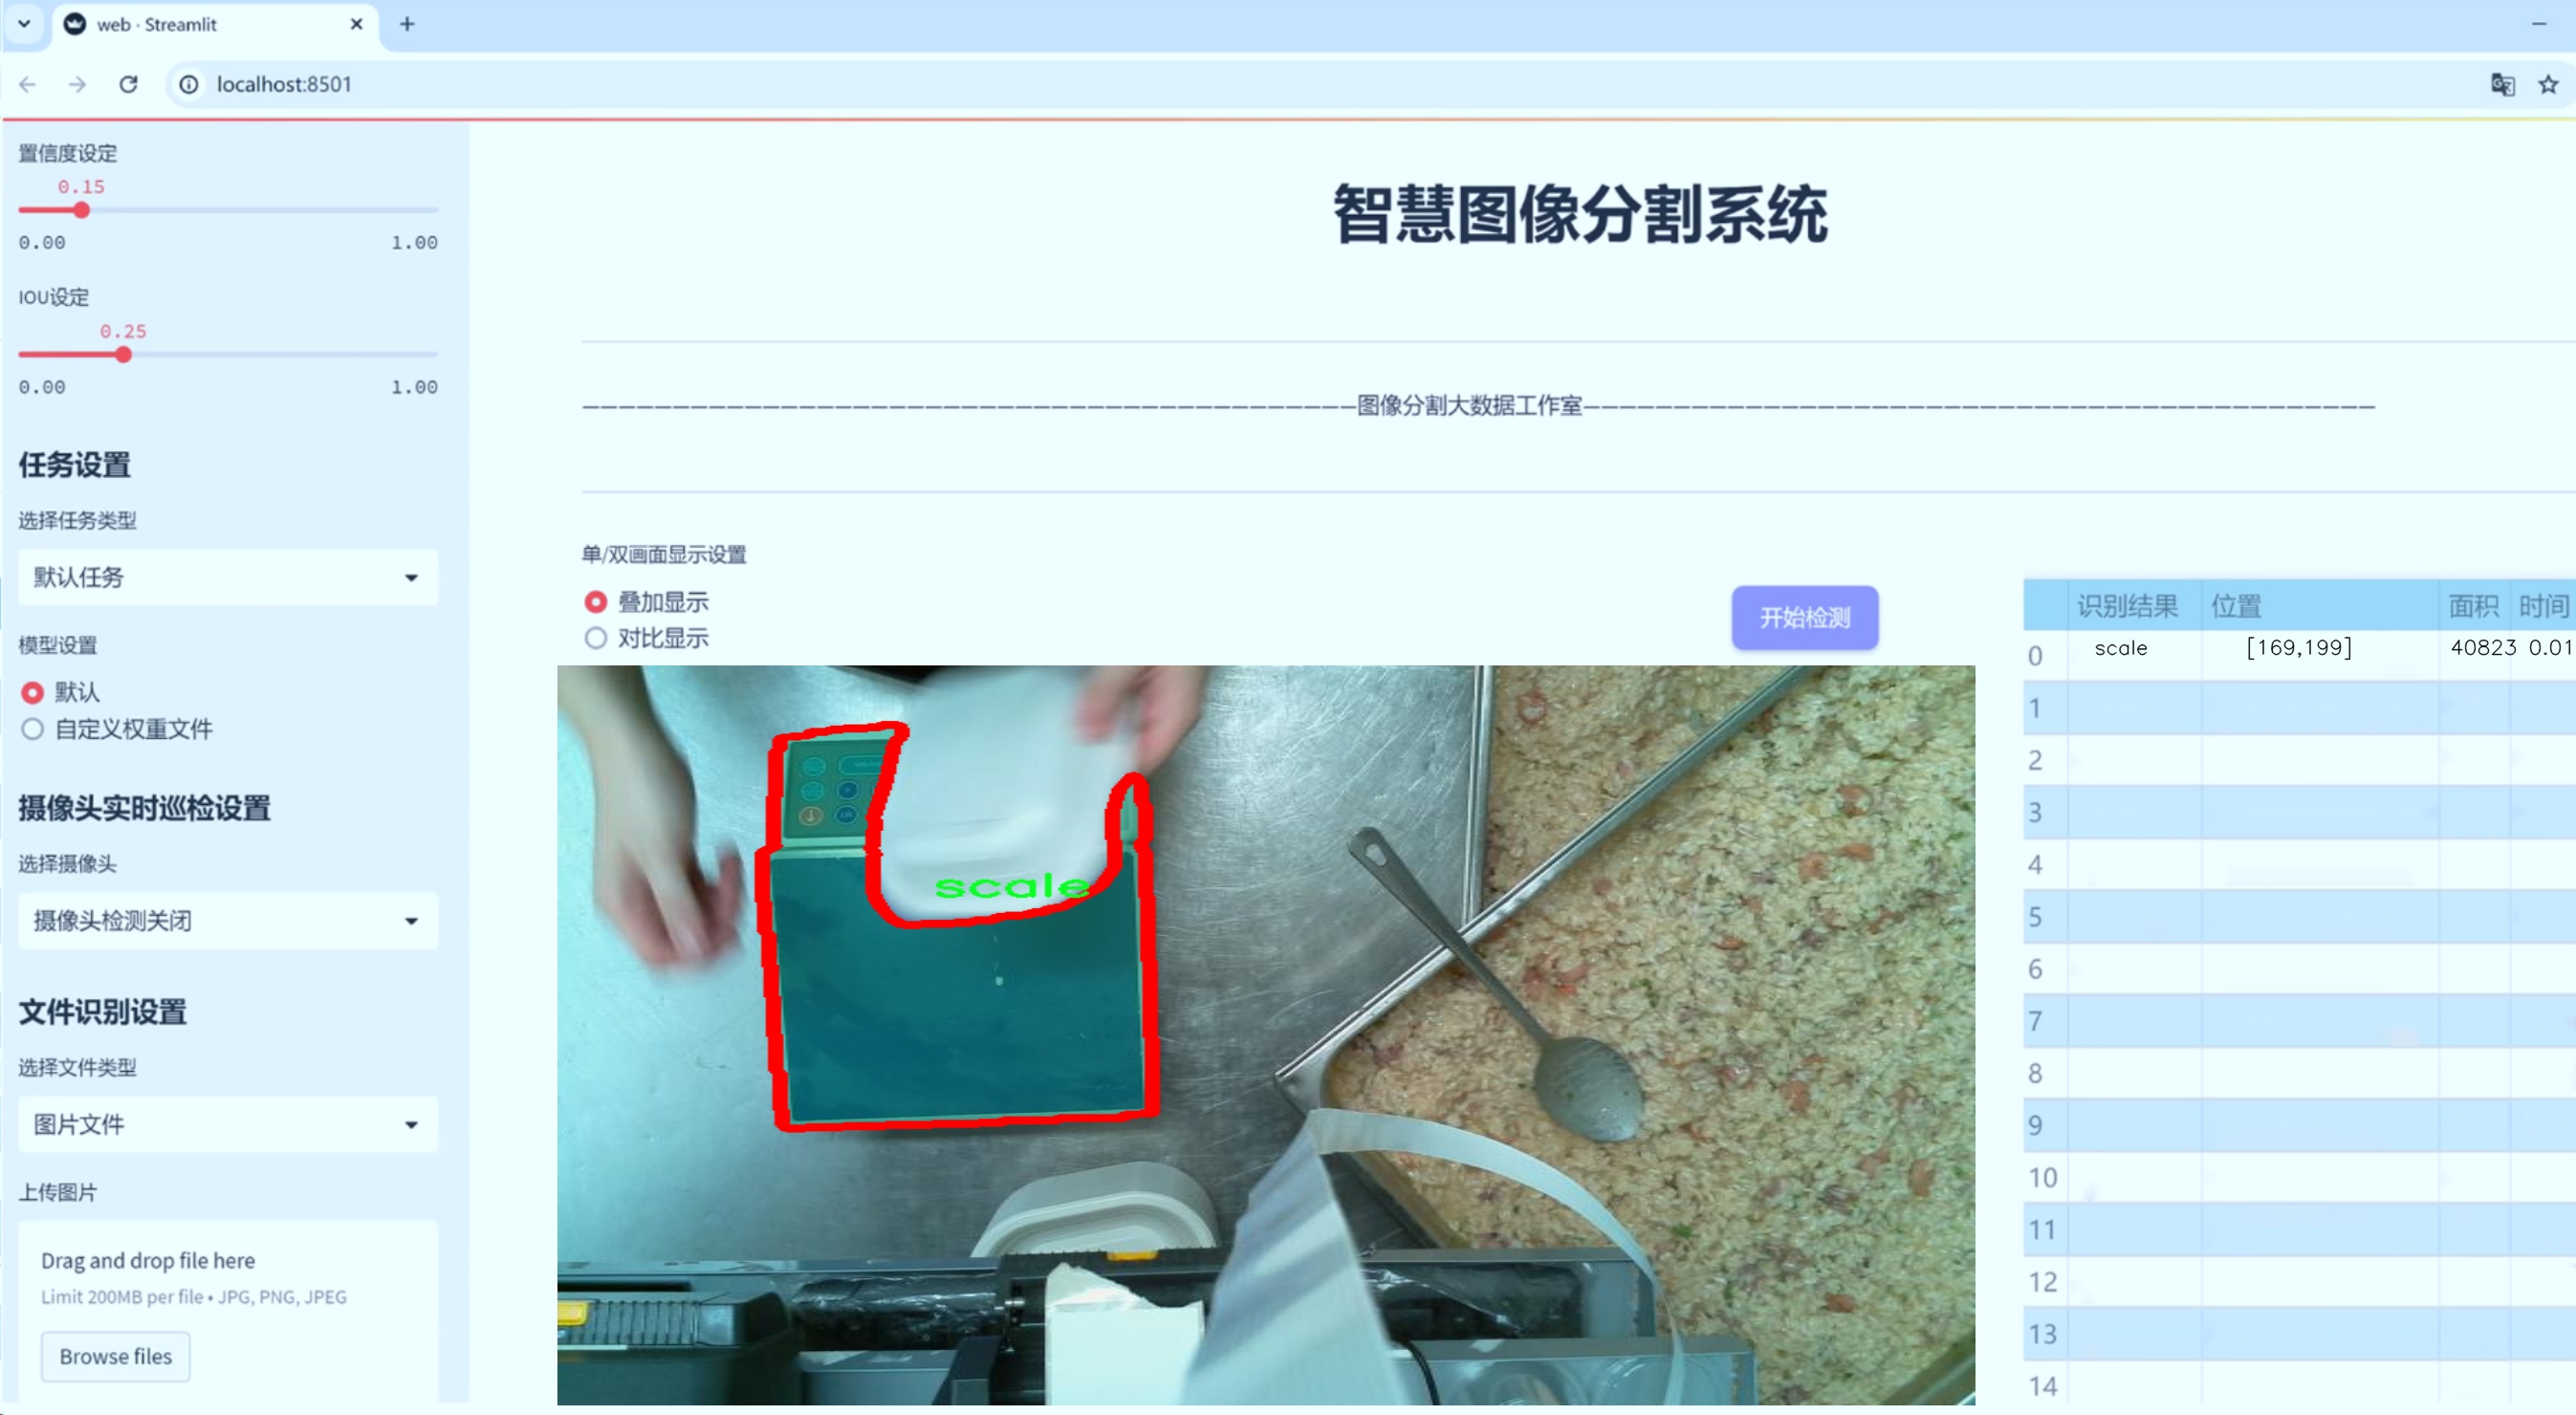 web · Streamlit
localhost:8501
置信度设定
0.15
0.00 1.00
IOU设定
0.25
0.00 1.00
任务设置
选择任务类型
默认任务
模型设置
默认
自定义权重文件
摄像头实时巡检设置
选择摄像头
摄像头检测关闭
文件识别设置
选择文件类型
图片文件
上传图片
Drag and drop file here
Limit 200MB per file • JPG, PNG, JPEG
Browse files
智慧图像分割系统
图像分割大数据工作室
单/双画面显示设置
叠加显示
对比显示
开始检测
scale
识别结果 位置 面积 时间
0 scale [169,199] 40823 0.01
1
2
3
4
5
6
7
8
9
10
11
12
13
14